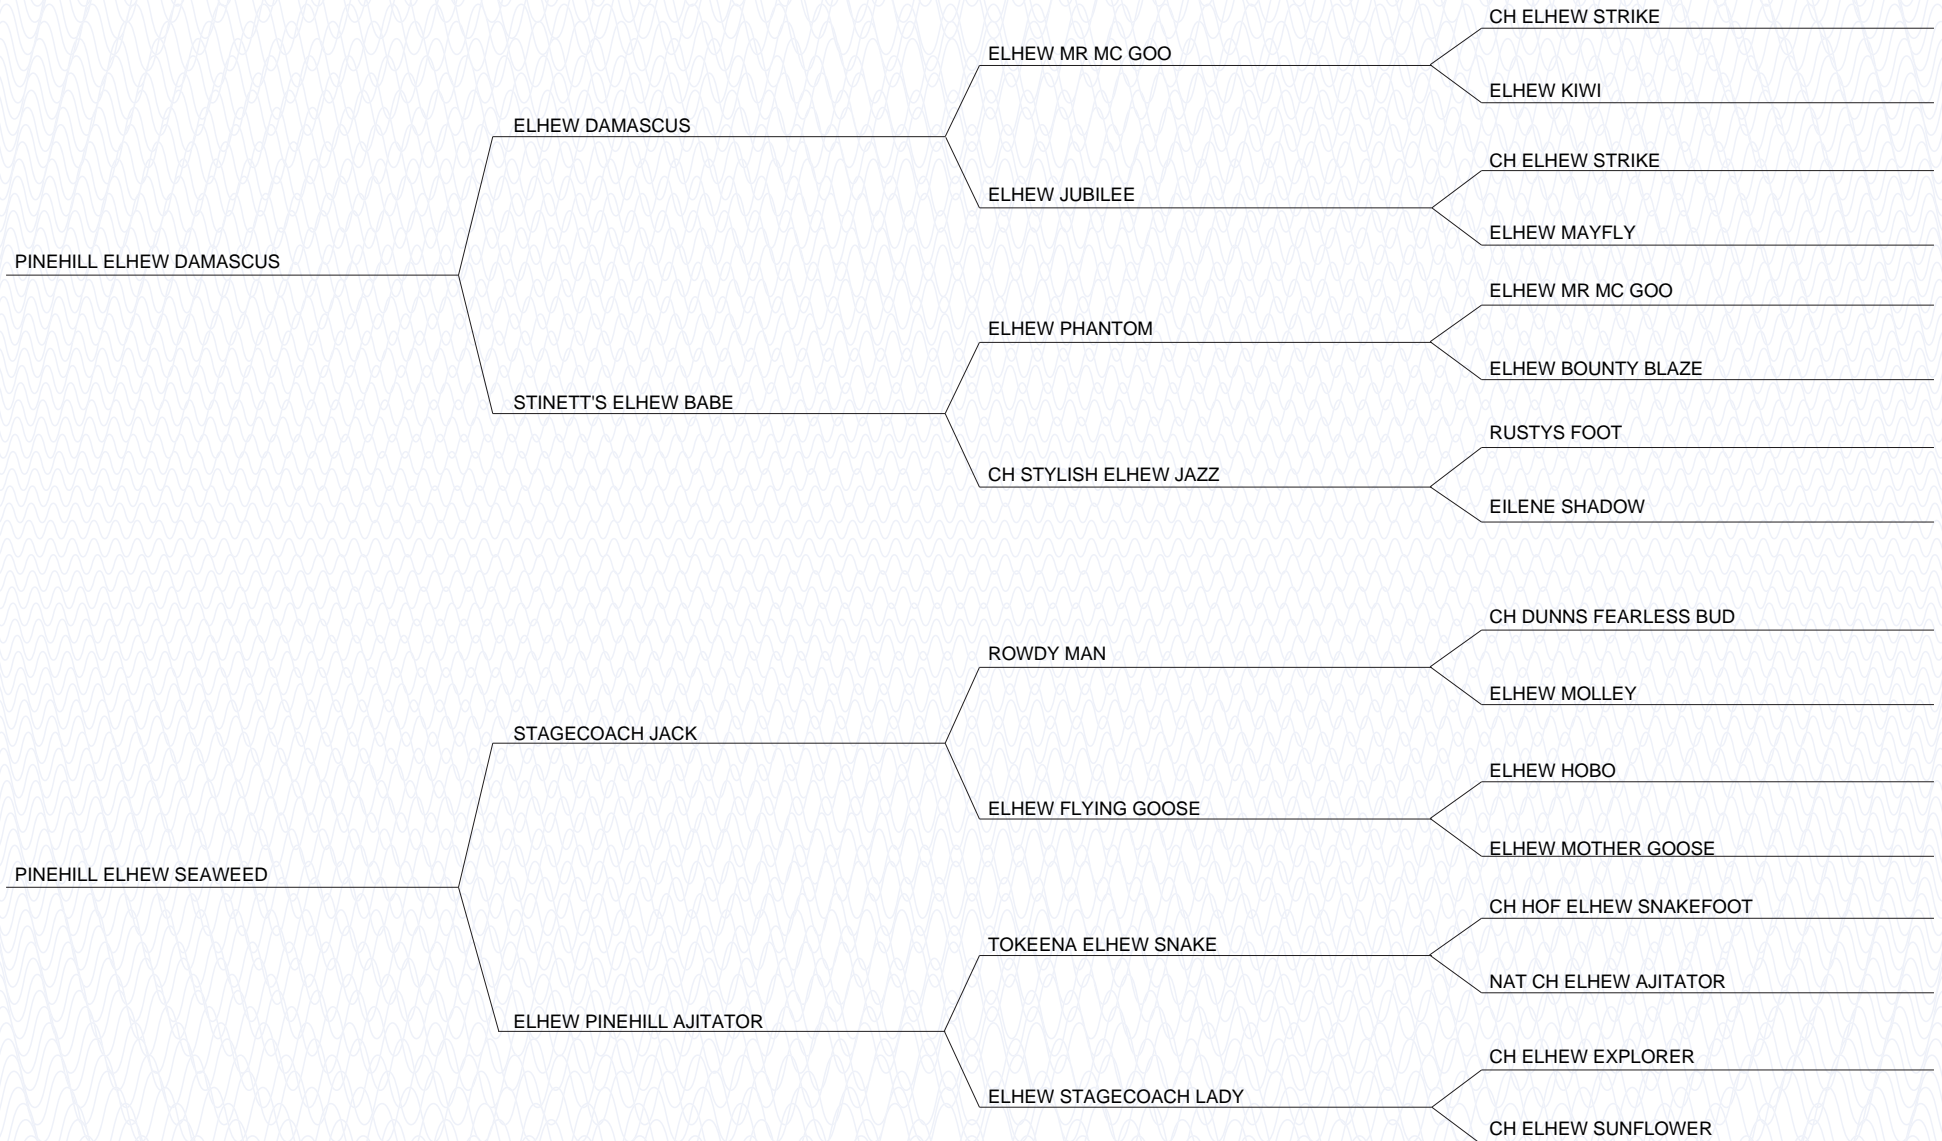 CH ELHEW STRIKE
ELHEW MR MC GOO
ELHEW KIWI
ELHEW DAMASCUS
CH ELHEW STRIKE
ELHEW JUBILEE
ELHEW MAYFLY
PINEHILL ELHEW DAMASCUS
ELHEW MR MC GOO
ELHEW PHANTOM
ELHEW BOUNTY BLAZE
STINETT'S ELHEW BABE
RUSTYS FOOT
CH STYLISH ELHEW JAZZ
EILENE SHADOW
CH DUNNS FEARLESS BUD
ROWDY MAN
ELHEW MOLLEY
STAGECOACH JACK
ELHEW HOBO
ELHEW FLYING GOOSE
ELHEW MOTHER GOOSE
PINEHILL ELHEW SEAWEED
CH HOF ELHEW SNAKEFOOT
TOKEENA ELHEW SNAKE
NAT CH ELHEW AJITATOR
ELHEW PINEHILL AJITATOR
CH ELHEW EXPLORER
ELHEW STAGECOACH LADY
CH ELHEW SUNFLOWER